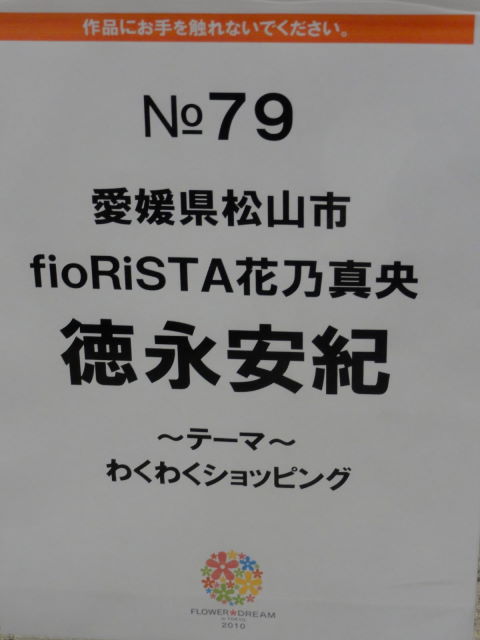 作品にお手を触れないでください。
№79
愛媛県松山市
fioRiSTA花乃真央
徳永安紀
～テーマ～
わくわくショッピング
FLOWER★DREAM
in TOKYO
2010